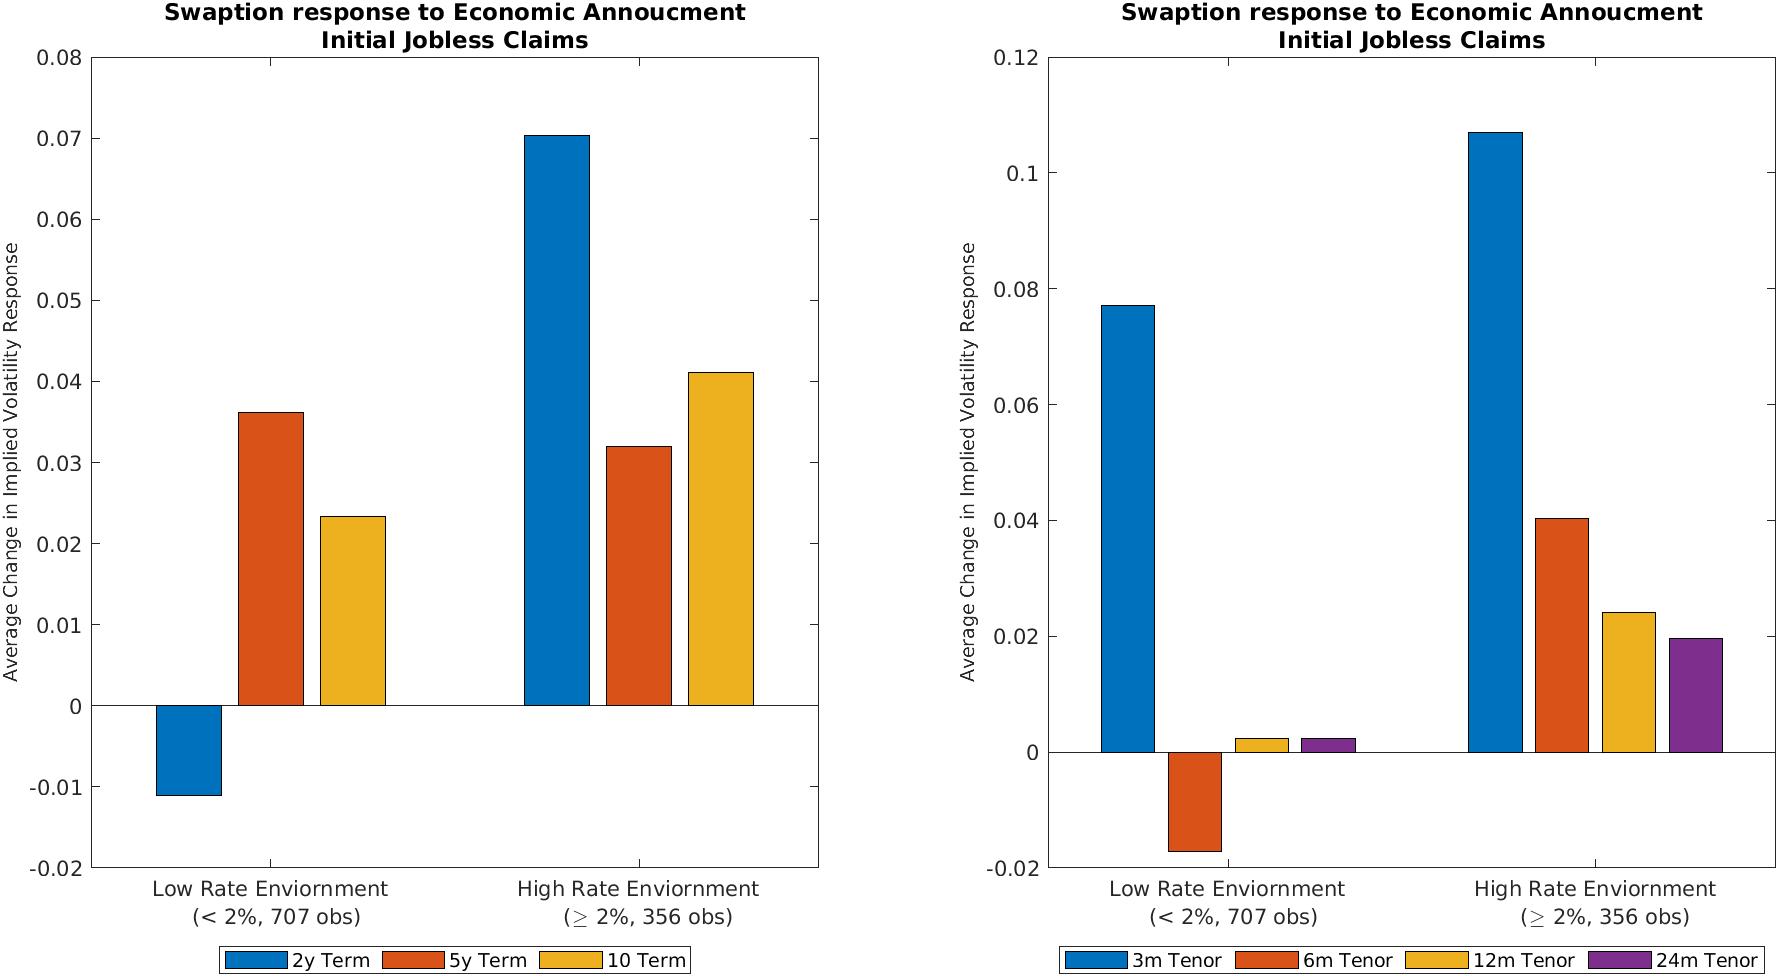 Swaption response to Economic Annoucment
Initial Jobless Claims
Average Change in Implied Volatility Response
0.08
0.07
0.06
0.05
0.04
0.03
0.02
0.01
0
-0.01
-0.02
Low Rate Enviornment
(< 2%, 707 obs)
High Rate Enviornment
(≥ 2%, 356 obs)
2y Term
5y Term
10 Term
Swaption response to Economic Annoucment
Initial Jobless Claims
Average Change in Implied Volatility Response
0.12
0.1
0.08
0.06
0.04
0.02
0
-0.02
Low Rate Enviornment
(< 2%, 707 obs)
High Rate Enviornment
(≥ 2%, 356 obs)
3m Tenor
6m Tenor
12m Tenor
24m Tenor